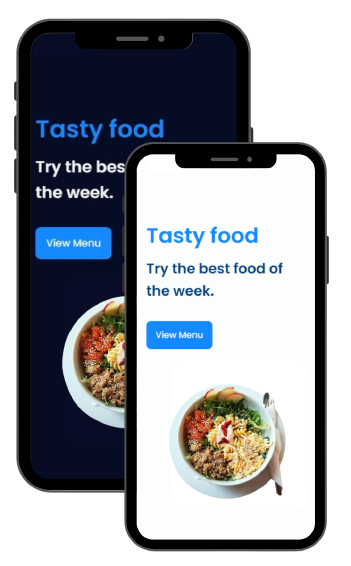 Tasty food
Try the bes
the week.
View Menu
Tasty food
Try the best food of
the week.
View Menu